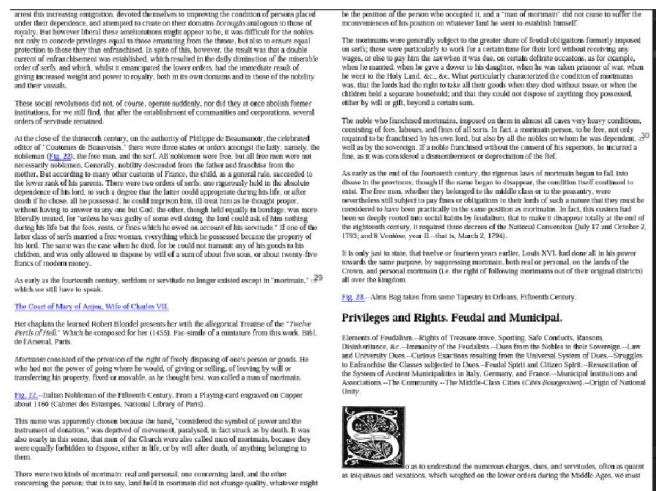 arrest this increasing emigration, devoted themselves to improving the condition of persons placed
under their dependence, and attempted to create on their domains boroughs analogous to those of
royalty. But however liberal these ameliorations might appear to be, it was difficult for the nobles
not only to concede privileges equal to those emanating from the throne, but also to ensure equal
protection to those they thus enfranchised. In spite of this, however, the result was that a double
current of enfranchisement was established, which resulted in the daily diminution of the miserable
order of serfs, and which, whilst it emancipated the lower orders, had the immediate result of
giving increased weight and power to royalty, both in its own domains and in those of the nobility
and their vassals.
These social revolutions did not, of course, operate suddenly, nor did they at once abolish former
institutions, for we still find, that after the establishment of communes and corporations, several
orders of servitude remained.
At the close of the thirteenth century, on the authority of Philippe de Beaumanoir, the celebrated
editor of "Coutumes de Beauvoisis," there were three states or orders amongst the laity, namely, the
nobleman (Fig. 22), the free man, and the serf. All noblemen were free, but all free men were not
necessarily noblemen. Generally, nobility descended from the father and franchise from the
mother. But according to many other customs of France, the child, as a general rule, succeeded to
the lower rank of his parents. There were two orders of serfs: one rigorously held in the absolute
dependence of his lord, to such a degree that the latter could appropriate during his life, or after
death if he chose, all he possessed; he could imprison him, ill-treat him as he thought proper,
without having to answer to any one but God; the other, though held equally in bondage, was more
liberally treated, for "unless he was guilty of some evil-doing, the lord could ask of him nothing
during his life but the fees, rents, or fines which he owed on account of his servitude." If one of the
latter class of serfs married a free woman, everything which he possessed became the property of
his lord. The same was the case when he died, for he could not transmit any of his goods to his
children, and was only allowed to dispose by will of a sum of about five sous, or about twenty-five
francs of modern money.
As early as the fourteenth century, serfdom or servitude no longer existed except in "mortmain," of
29
which we still have to speak.
The Court of Mary of Anjou, Wife of Charles VII.
Her chaplain the learned Robert Blondel presents her with the allegorical Treatise of the "Twelve
Perils of Hell." Which he composed for her (1455). Fac-simile of a miniature from this work. Bibl.
de l'Arsenal, Paris.
Mortmain consisted of the privation of the right of freely disposing of one's person or goods. He
who had not the power of going where he would, of giving or selling, of leaving by will or
transferring his property, fixed or movable, as he thought best, was called a man of mortmain.
Fig. 22.--Italian Nobleman of the Fifteenth Century. From a Playing-card engraved on Copper
about 1460 (Cabinet des Estampes, National Library of Paris).
This name was apparently chosen because the hand, "considered the symbol of power and the
instrument of donation," was deprived of movement, paralysed, in fact struck as by death. It was
also nearly in this sense, that men of the Church were also called men of mortmain, because they
were equally forbidden to dispose, either in life, or by will after death, of anything belonging to
them.
There were two kinds of mortmain: real and personal; one concerning land, and the other
concerning the person; that is to say, land held in mortmain did not change quality, whatever might
be the position of the person who occupied it, and a "man of mortmain" did not cease to suffer the
inconveniences of his position on whatever land he went to establish himself.
The mortmains were generally subject to the greater share of feudal obligations formerly imposed
on serfs; these were particularly to work for a certain time for their lord without receiving any
wages, or else to pay him the tax when it was due, on certain definite occasions, as for example,
when he married, when he gave a dower to his daughter, when he was taken prisoner of war, when
he went to the Holy Land, &c., &c. What particularly characterized the condition of mortmains
was, that the lords had the right to take all their goods when they died without issue, or when the
children held a separate household; and that they could not dispose of anything they possessed,
either by will or gift, beyond a certain sum.
The noble who franchised mortmains, imposed on them in almost all cases very heavy conditions,
consisting of fees, labours, and fines of all sorts. In fact, a mortmain person, to be free, not only
30
required to be franchised by his own lord, but also by all the nobles on whom he was dependent,
as well as by the sovereign. If a noble franchised without the consent of his superiors, he incurred a
fine, as it was considered a dismemberment or depreciation of the fief.
As early as the end of the fourteenth century, the rigorous laws of mortmain began to fall into
disuse in the provinces; though if the name began to disappear, the condition itself continued to
exist. The free men, whether they belonged to the middle class or to the peasantry, were
nevertheless still subject to pay fines or obligations to their lords of such a nature that they must be
considered to have been practically in the same position as mortmains. In fact, this custom had
been so deeply rooted into social habits by feudalism, that to make it disappear totally at the end of
the eighteenth century, it required three decrees of the National Convention (July 17 and October 2,
1793; and 8 Ventôse, year II--that is, March 2, 1794).
It is only just to state, that twelve or fourteen years earlier, Louis XVI. had done all in his power
towards the same purpose, by suppressing mortmain, both real or personal, on the lands of the
Crown, and personal mortmain (i.e. the right of following mortmains out of their original districts)
all over the kingdom.
Fig. 23.--Alms Bag taken from some Tapestry in Orleans, Fifteenth Century.
Privileges and Rights. Feudal and Municipal.
Elements of Feudalism.--Rights of Treasure-trove, Sporting, Safe Conducts, Ransom,
Disinheritance, &c.--Immunity of the Feudalists.--Dues from the Nobles to their Sovereign.--Law
and University Dues.--Curious Exactions resulting from the Universal System of Dues.--Struggles
to Enfranchise the Classes subjected to Dues.--Feudal Spirit and Citizen Spirit.--Resuscitation of
the System of Ancient Municipalities in Italy, Germany, and France.--Municipal Institutions and
Associations.--The Community.--The Middle-Class Cities (Cités Bourgeoises).--Origin of National
Unity.
S
o as to understand the numerous charges, dues, and servitudes, often as quaint
as iniquitous and vexatious, which weighed on the lower orders during the Middle Ages, we must